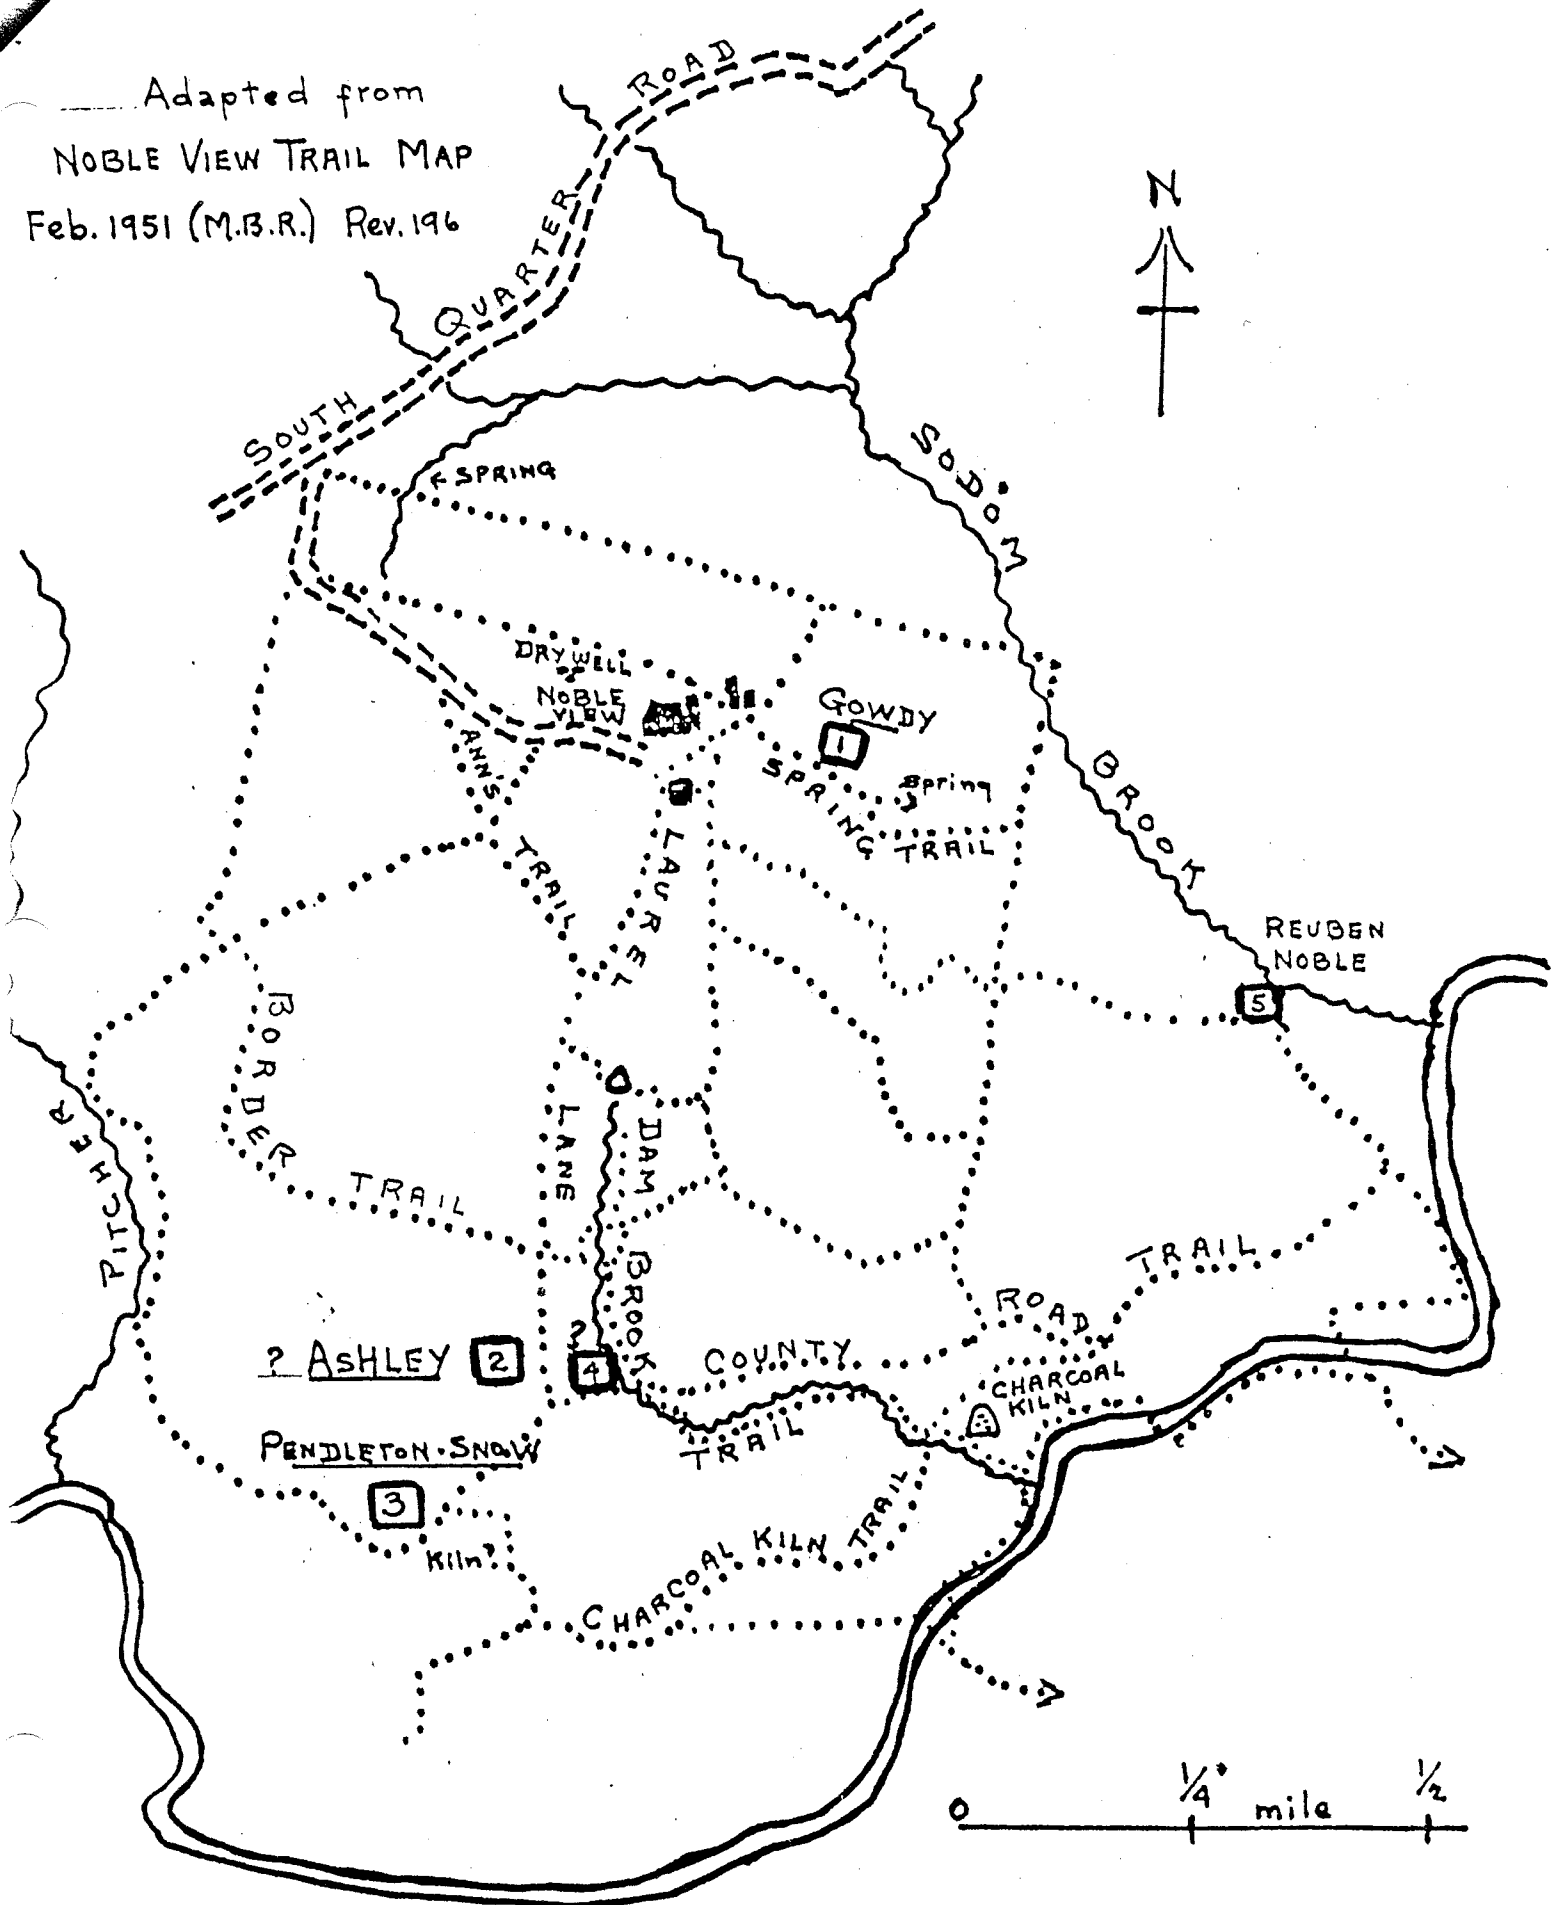 Adapted from
NOBLE VIEW TRAIL MAP
Feb. 1951 (M.B.R.) Rev. 196
N
SOUTH QUARTER ROAD
← SPRING
SODOM BROOK
DRY WELL
NOBLE
VIEW
GOWDY
1
Spring
SPRING TRAIL
ANN'S TRAIL
LAUREL LANE
REUBEN
NOBLE
5
BORDER TRAIL
PITCHER
DAM BROOK TRAIL
? ASHLEY 2
?
4
COUNTY ROAD
TRAIL
CHARCOAL
KILN
PENDLETON-SNOW
3
Kiln?
CHARCOAL KILN TRAIL
0 1/4 mile 1/2